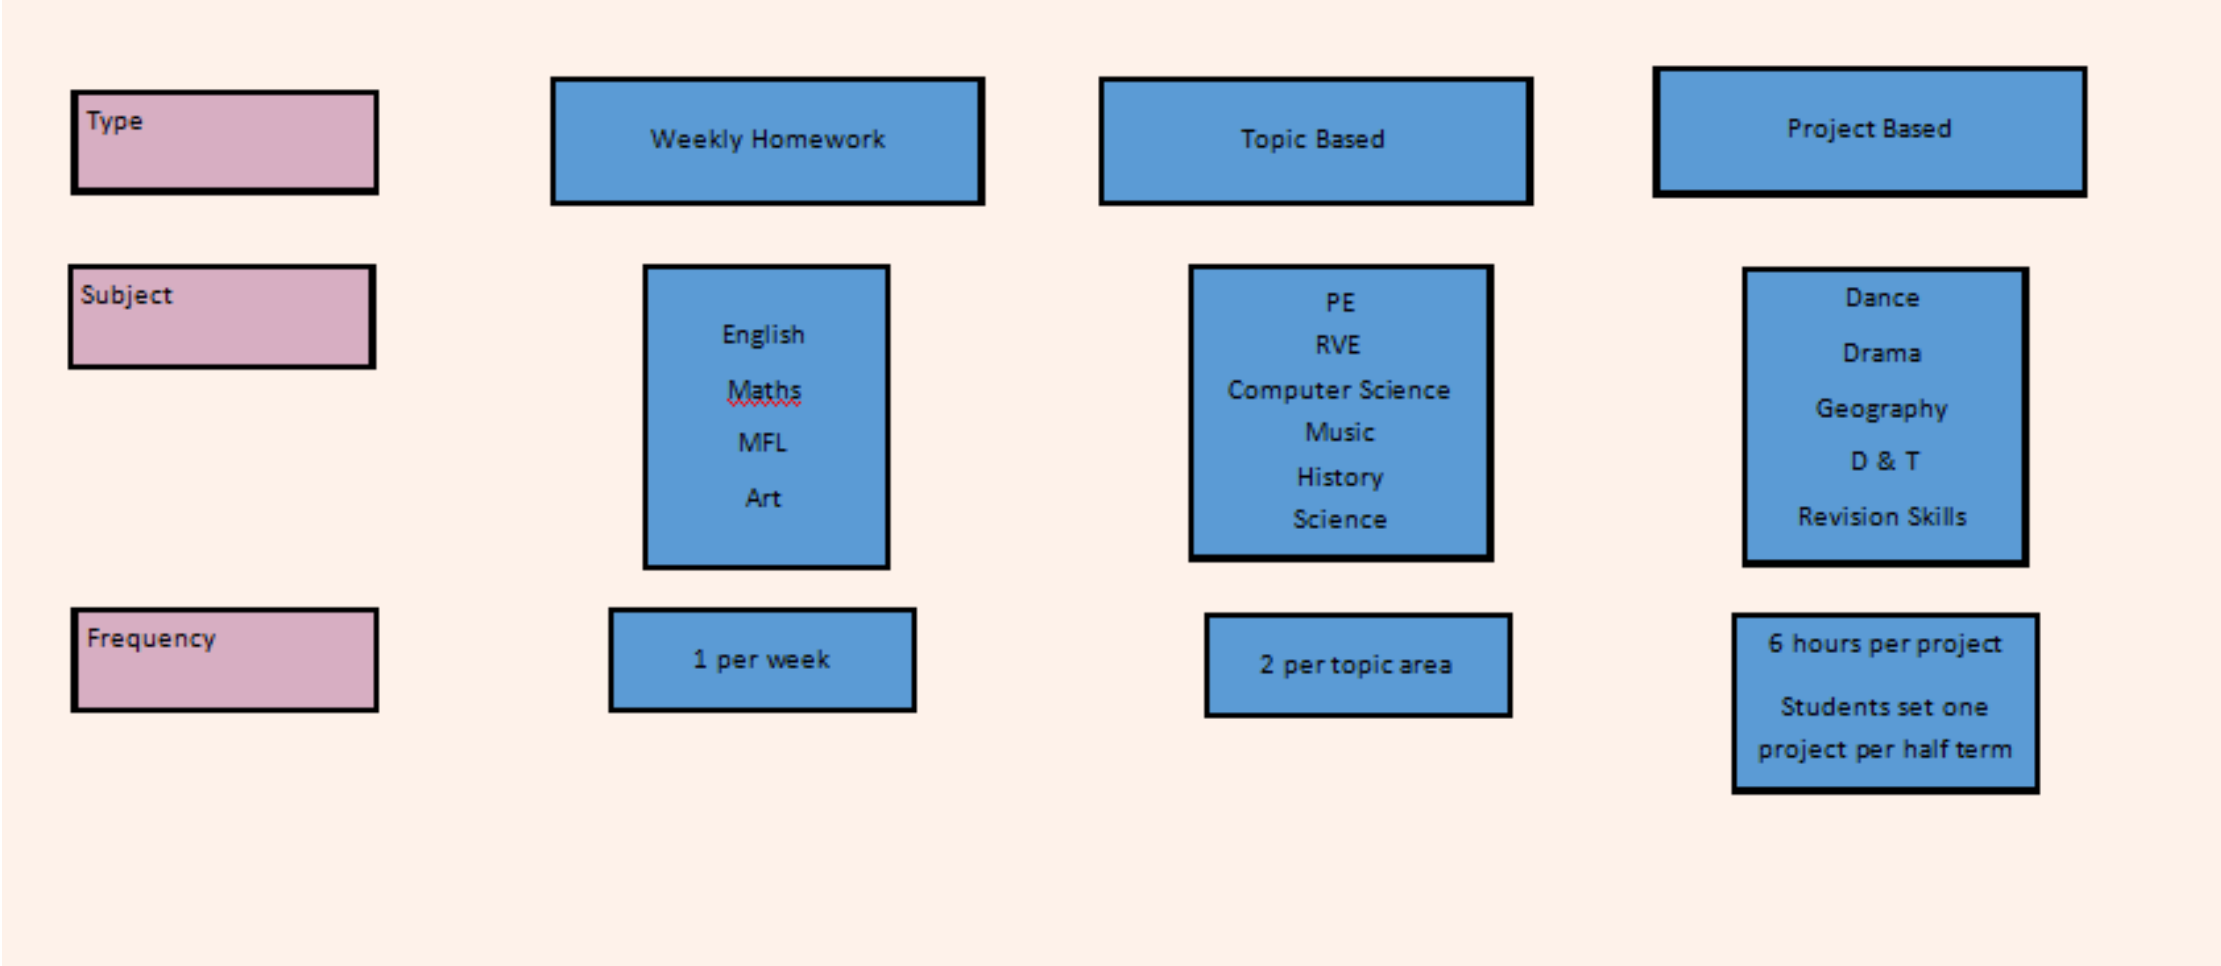 Type
Weekly Homework
Topic Based
Project Based
Subject
English
Maths
MFL
Art
PE
RVE
Computer Science
Music
History
Science
Dance
Drama
Geography
D & T
Revision Skills
Frequency
1 per week
2 per topic area
6 hours per project
Students set one
project per half term